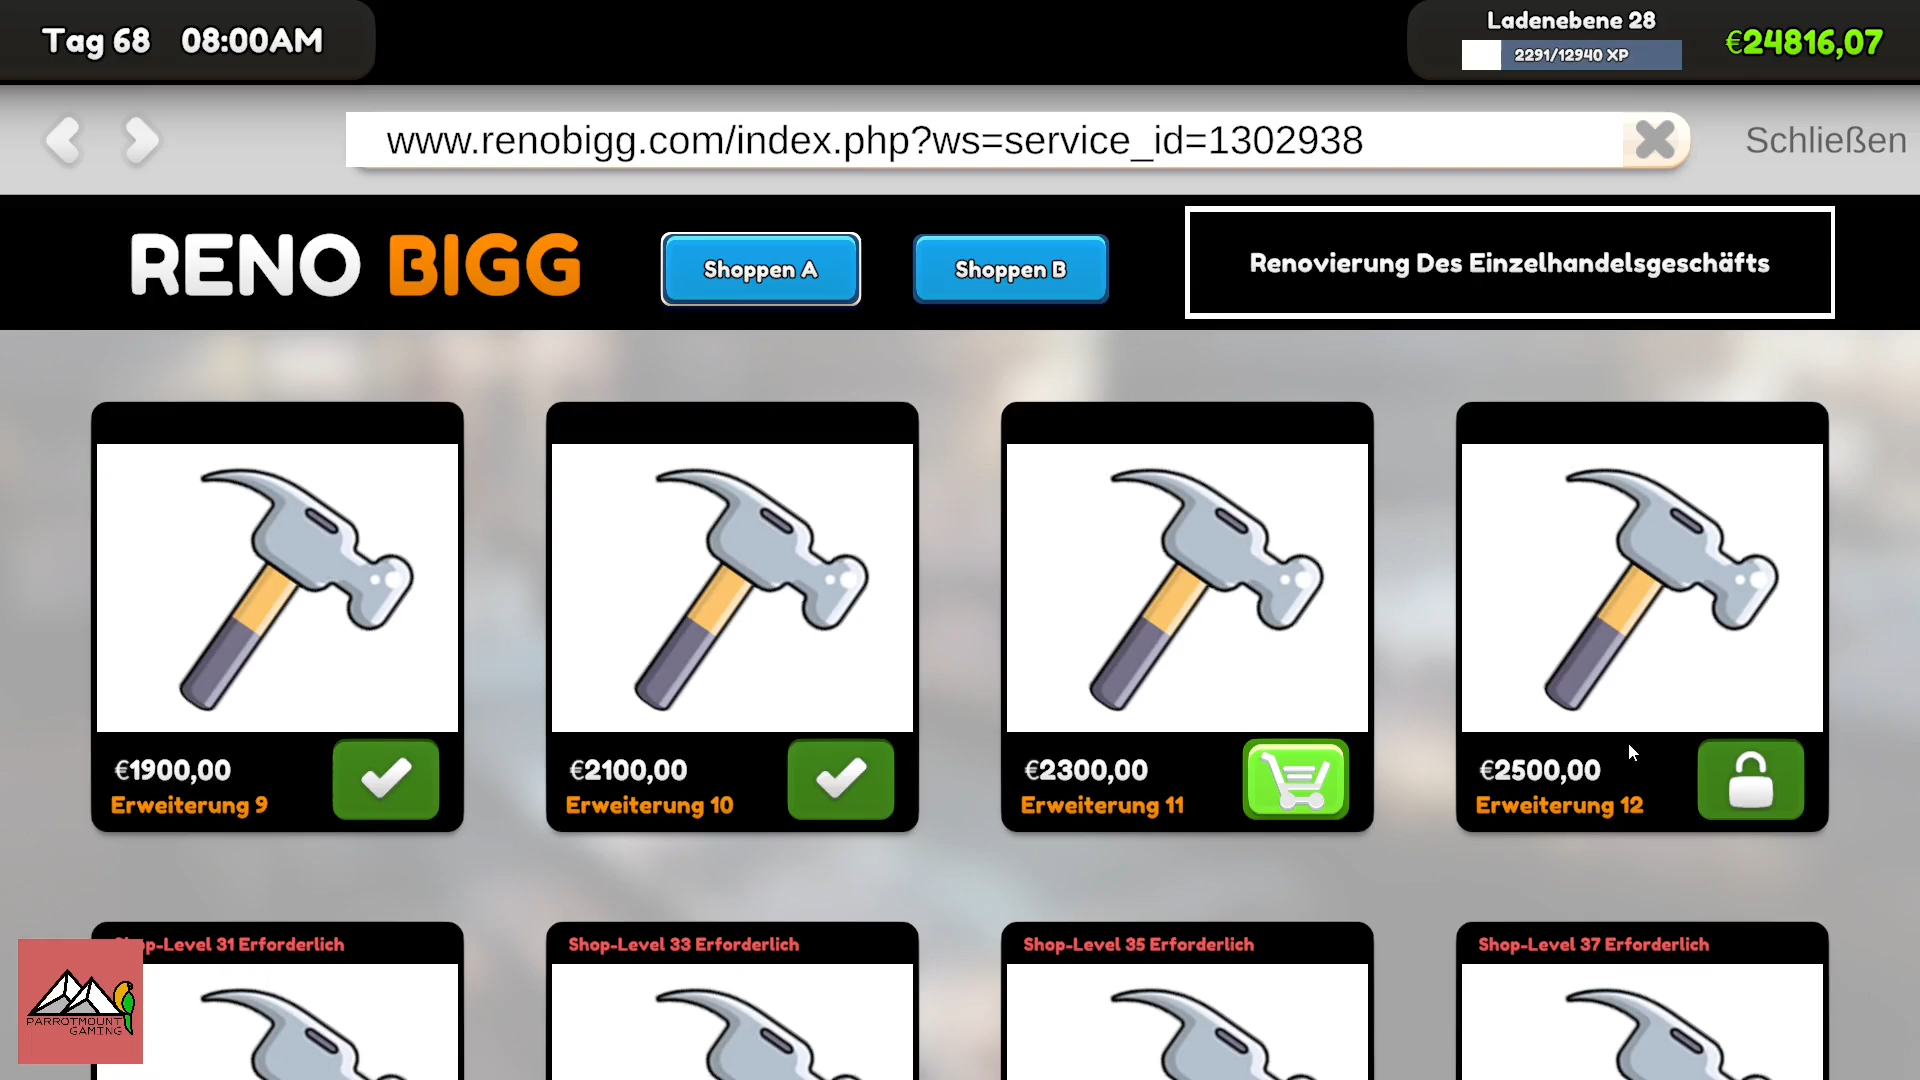 Tag 68 08:00AM
Ladenebene 28
2291/12940 XP
€24816,07
www.renobigg.com/index.php?ws=service_id=1302938
Schließen
RENO BIGG
Shoppen A
Shoppen B
Renovierung Des Einzelhandelsgeschäfts
€1900,00
Erweiterung 9
€2100,00
Erweiterung 10
€2300,00
Erweiterung 11
€2500,00
Erweiterung 12
op-Level 31 Erforderlich
Shop-Level 33 Erforderlich
Shop-Level 35 Erforderlich
Shop-Level 37 Erforderlich
PARROTMOUNT
GAMING